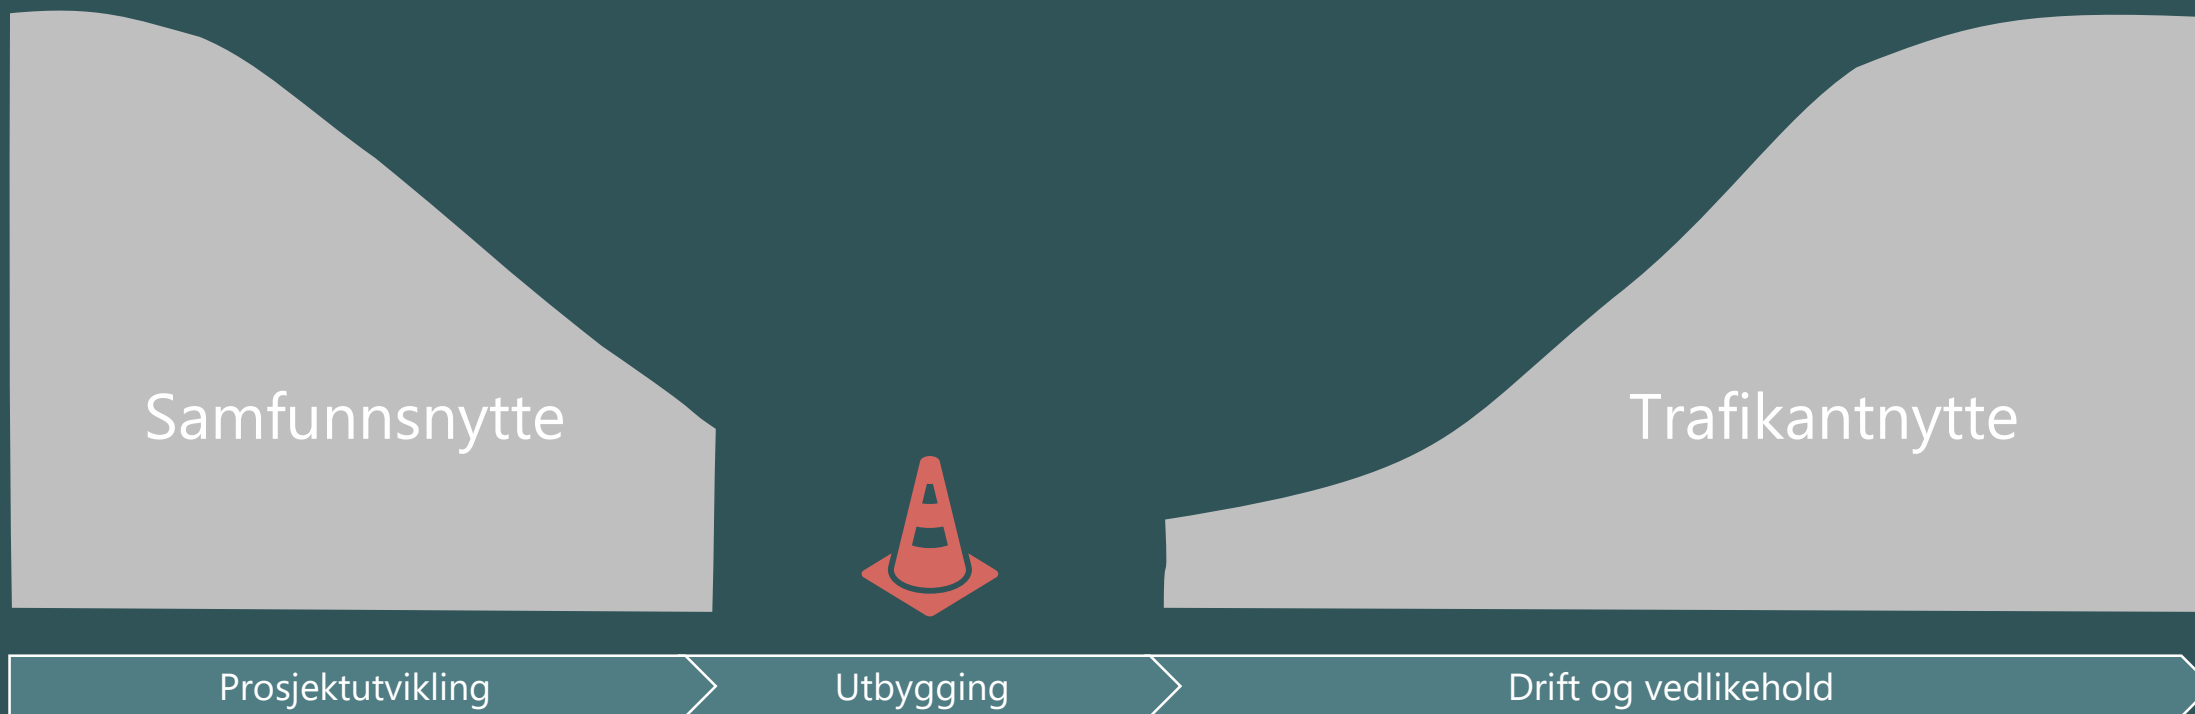 Samfunnsnytte
Trafikantnytte
Prosjektutvikling
Utbygging
Drift og vedlikehold